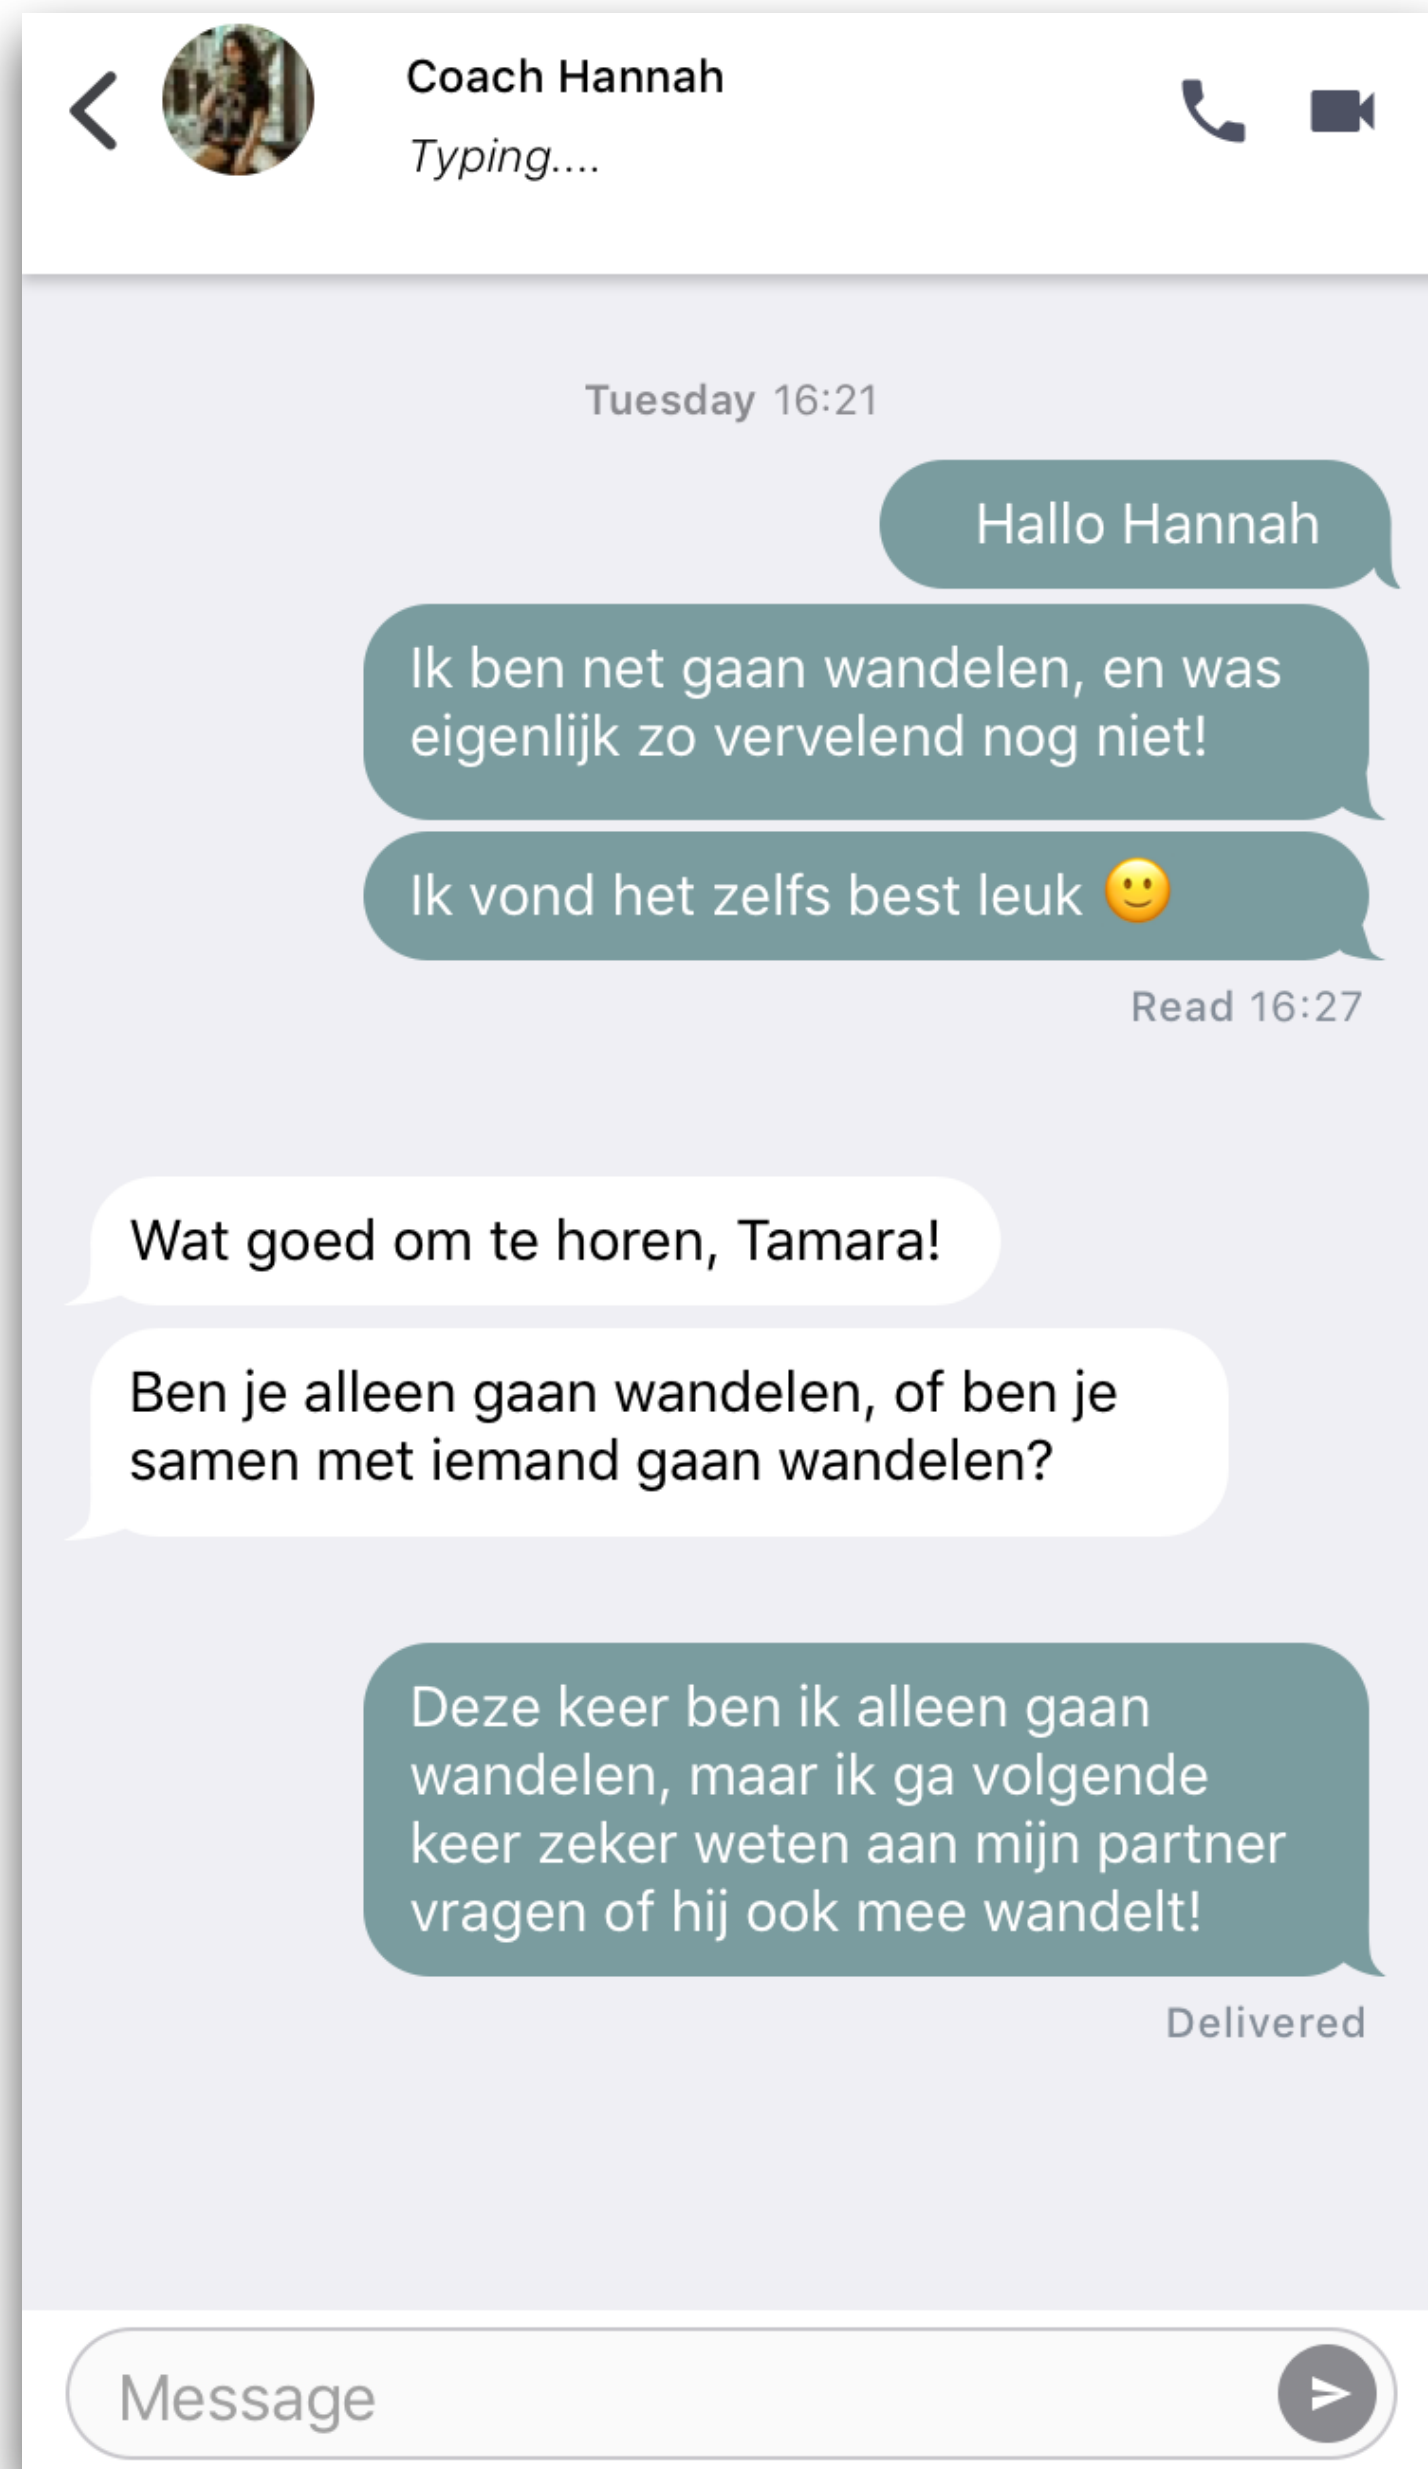 Coach Hannah
Typing....
Tuesday 16:21
Hallo Hannah
Ik ben net gaan wandelen, en was
eigenlijk zo vervelend nog niet!
Ik vond het zelfs best leuk 🙂
Read 16:27
Wat goed om te horen, Tamara!
Ben je alleen gaan wandelen, of ben je
samen met iemand gaan wandelen?
Deze keer ben ik alleen gaan
wandelen, maar ik ga volgende
keer zeker weten aan mijn partner
vragen of hij ook mee wandelt!
Delivered
Message